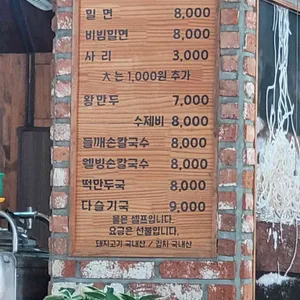 밀 면 8,000
비빔밀면 8,000
사 리 3,000
大는 1,000원 추가
왕만두 7,000
수제비 8,000
들깨손칼국수 8,000
웰빙손칼국수 8,000
떡만두국 8,000
다슬기국 9,000
물은 셀프입니다.
요금은 선불입니다.
돼지고기 국내산 / 김치 국내산